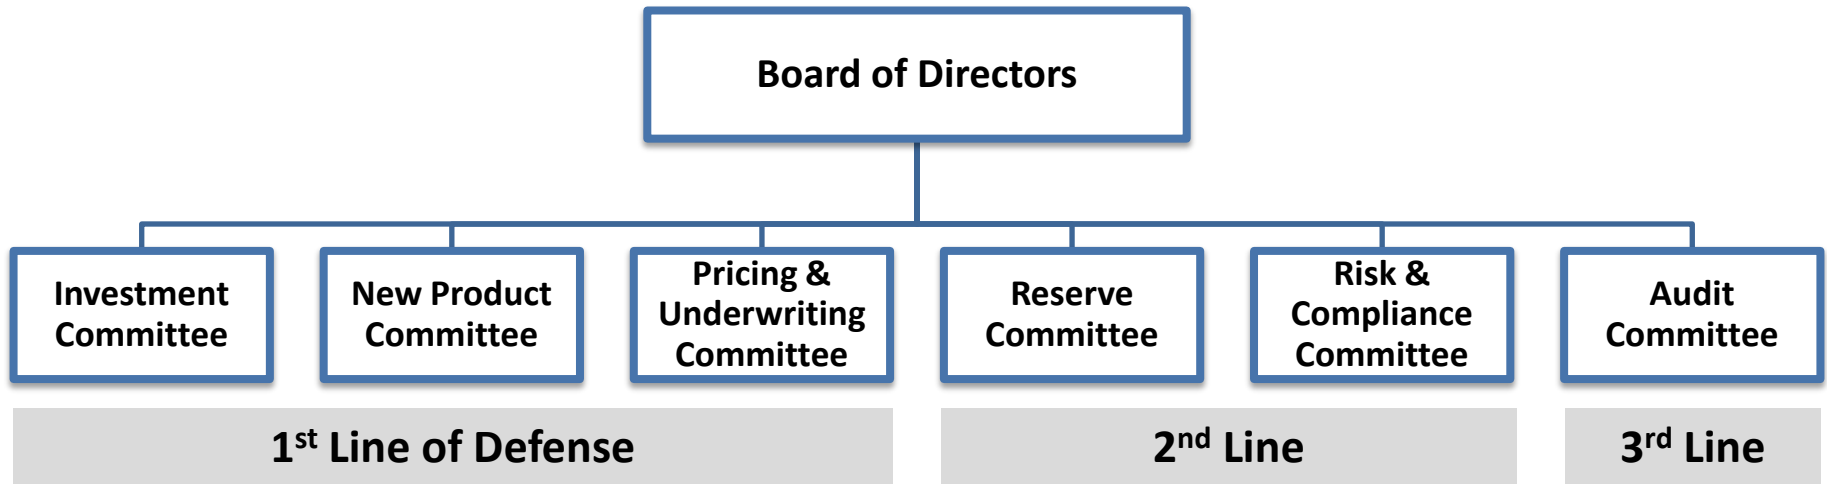 Board of Directors
Investment
Committee
New Product
Committee
Pricing &
Underwriting
Committee
Reserve
Committee
Risk &
Compliance
Committee
Audit
Committee
1st Line of Defense
2nd Line
3rd Line